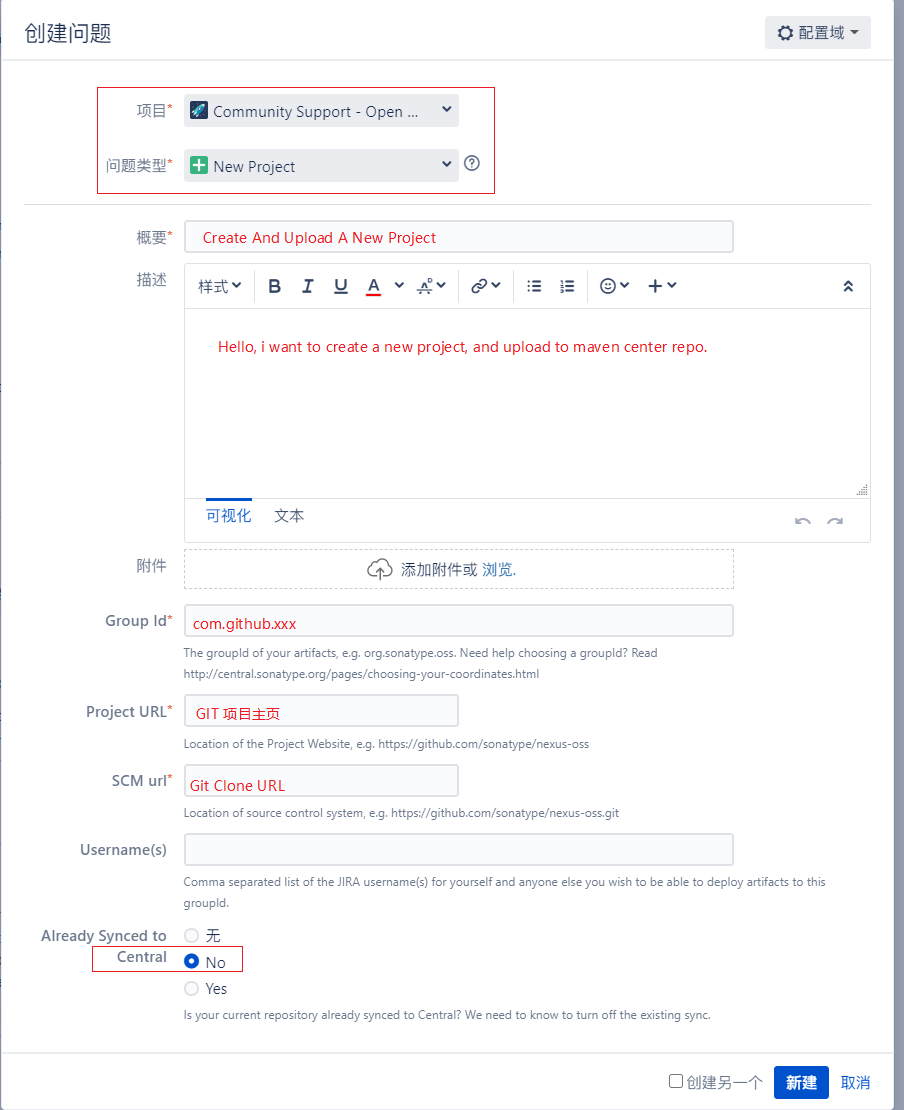 创建问题
配置域
项目*
Community Support - Open ...
问题类型*
New Project
概要*
Create And Upload A New Project
描述
样式
B I U A
Hello, i want to create a new project, and upload to maven center repo.
可视化 文本
附件
添加附件或 浏览.
Group Id*
com.github.xxx
The groupId of your artifacts, e.g. org.sonatype.oss. Need help choosing a groupId? Read
http://central.sonatype.org/pages/choosing-your-coordinates.html
Project URL*
GIT 项目主页
Location of the Project Website, e.g. https://github.com/sonatype/nexus-oss
SCM url*
Git Clone URL
Location of source control system, e.g. https://github.com/sonatype/nexus-oss.git
Username(s)
Comma separated list of the JIRA username(s) for yourself and anyone else you wish to be able to deploy artifacts to this
groupId.
Already Synced to
Central
无
No
Yes
Is your current repository already synced to Central? We need to know to turn off the existing sync.
创建另一个 新建 取消